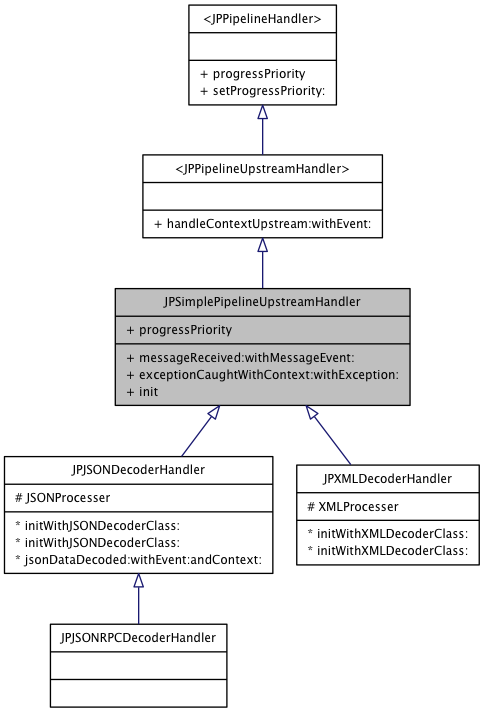 <JPPipelineHandler>
+ progressPriority
+ setProgressPriority:
<JPPipelineUpstreamHandler>
+ handleContextUpstream:withEvent:
JPSimplePipelineUpstreamHandler
+ progressPriority
+ messageReceived:withMessageEvent:
+ exceptionCaughtWithContext:withException:
+ init
JPJSONDecoderHandler
# JSONProcesser
* initWithJSONDecoderClass:
* initWithJSONDecoderClass:
* jsonDataDecoded:withEvent:andContext:
JPXMLDecoderHandler
# XMLProcesser
* initWithXMLDecoderClass:
* initWithXMLDecoderClass:
JPJSONRPCDecoderHandler